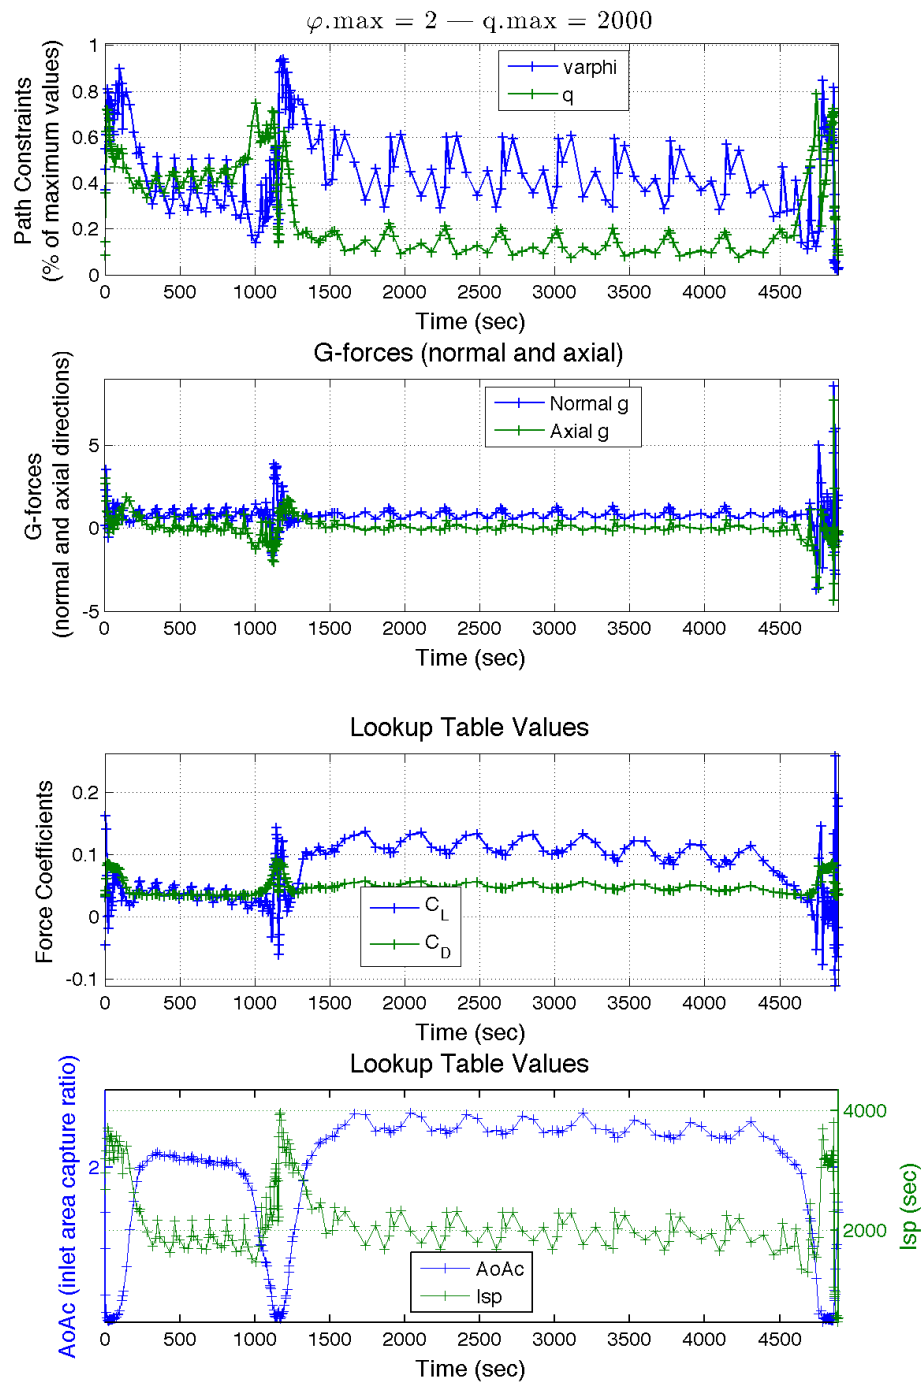 φ.max = 2 — q.max = 2000
Path Constraints
(% of maximum values)
1
0.8
0.6
0.4
0.2
0
varphi
q
0 500 1000 1500 2000 2500 3000 3500 4000 4500
Time (sec)
G-forces (normal and axial)
G-forces
(normal and axial directions)
5
0
-5
Normal g
Axial g
0 500 1000 1500 2000 2500 3000 3500 4000 4500
Time (sec)
Lookup Table Values
Force Coefficients
0.2
0.1
0
-0.1
C_L
C_D
0 500 1000 1500 2000 2500 3000 3500 4000 4500
Time (sec)
Lookup Table Values
AoAc (inlet area capture ratio)
2
4000
2000
Isp (sec)
AoAc
Isp
0 500 1000 1500 2000 2500 3000 3500 4000 4500
Time (sec)